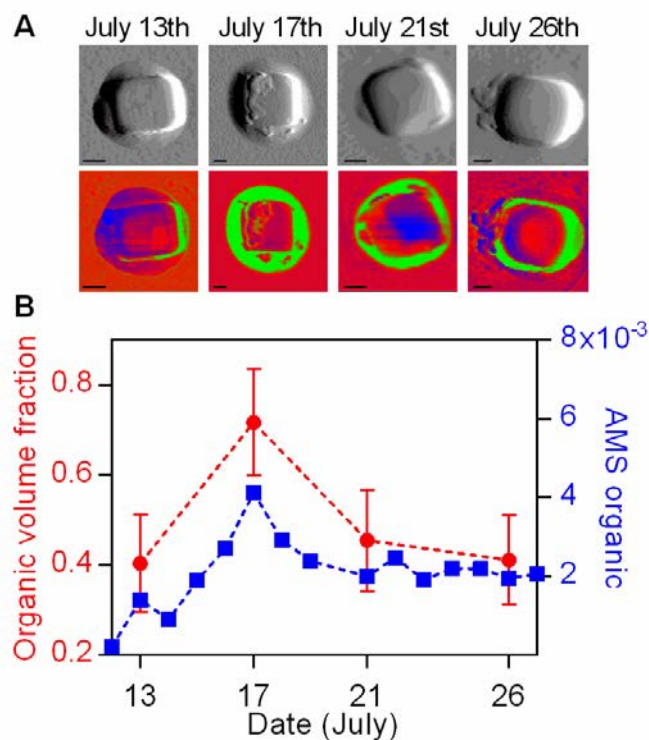 A
July 13th July 17th July 21st July 26th
B
Organic volume fraction
0.8
0.6
0.4
0.2
8x10-3
6
4
2
AMS organic
13 17 21 26
Date (July)